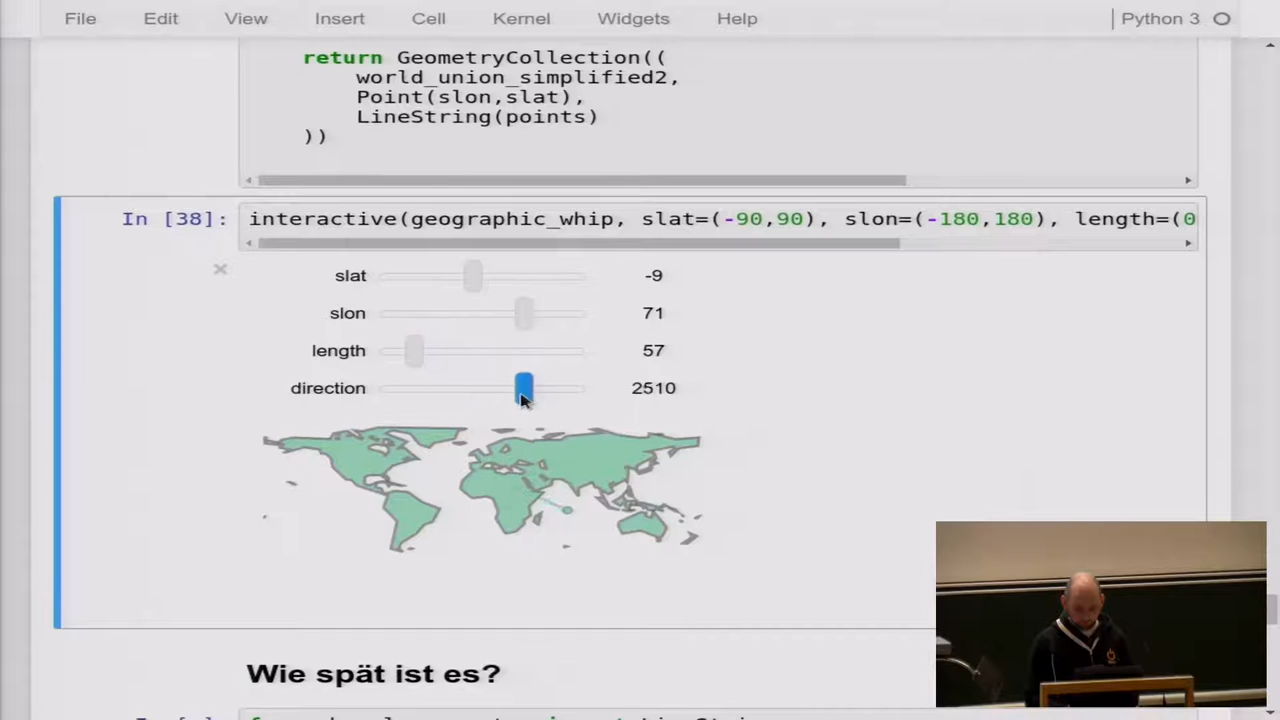 File Edit View Insert Cell Kernel Widgets Help Python 3
return GeometryCollection((
world_union_simplified2,
Point(slon,slat),
LineString(points)
))
In [38]: interactive(geographic_whip, slat=(-90,90), slon=(-180,180), length=(0
slat -9
slon 71
length 57
direction 2510
Wie spät ist es?